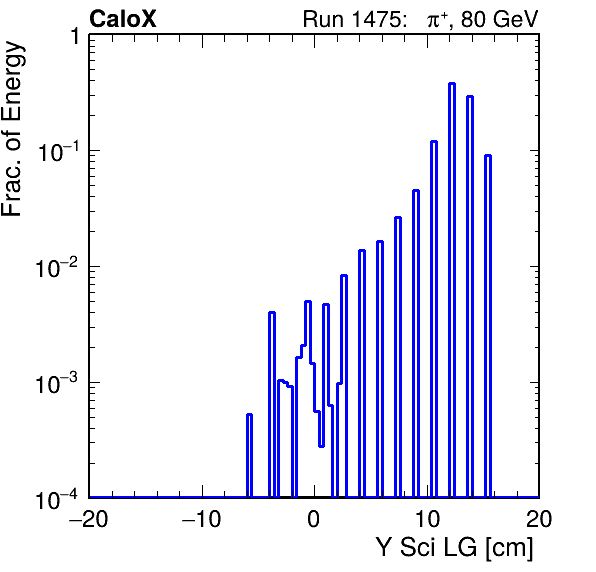 CaloX Run 1475: π⁺, 80 GeV
Frac. of Energy
1
10⁻¹
10⁻²
10⁻³
10⁻⁴
−20 −10 0 10 20
Y Sci LG [cm]